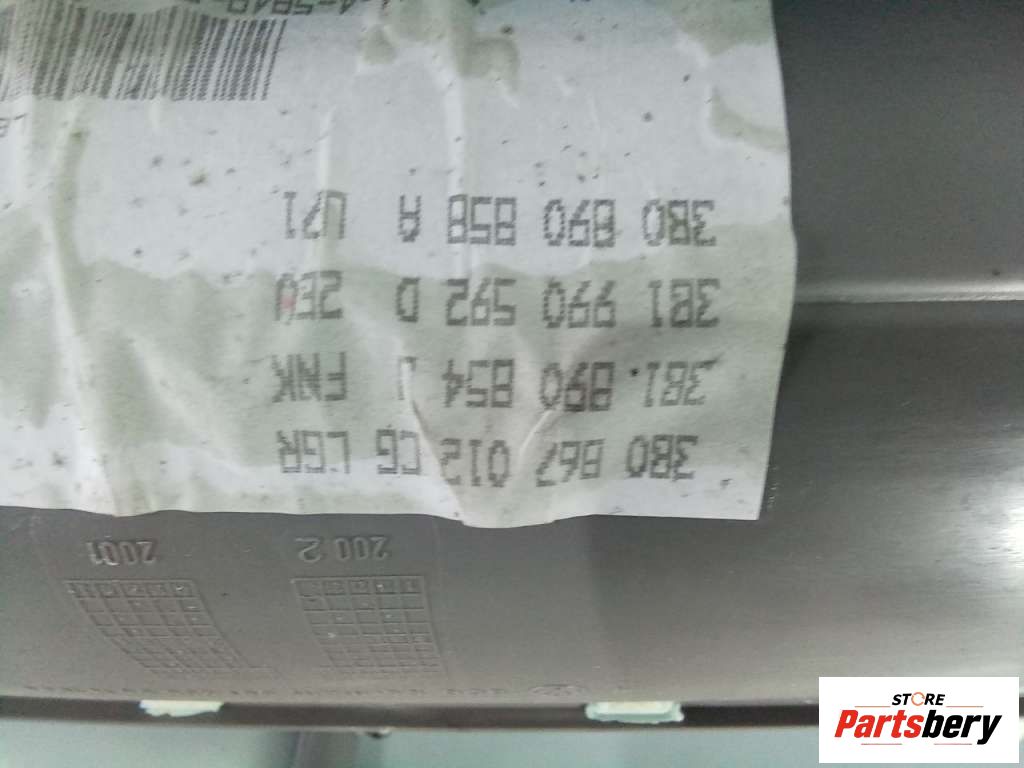 200 2 2001
3B0 867 012 CG LGR
3B1 890 854 FNK
3B1 990 592 D 2E0
3B0 890 858 A U71
STORE
Partsbery